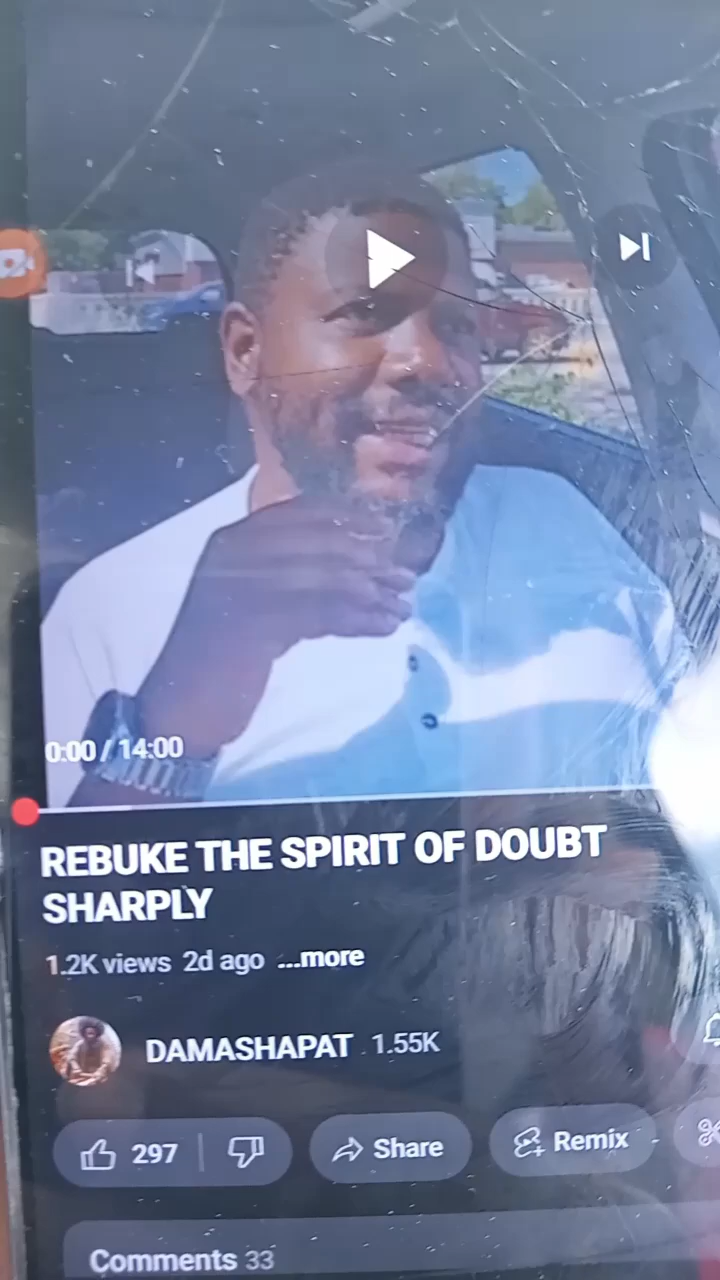 0:00 / 14:00
REBUKE THE SPIRIT OF DOUBT
SHARPLY
1.2K views 2d ago ...more
DAMASHAPAT 1.55K
297 Share Remix
Comments 33